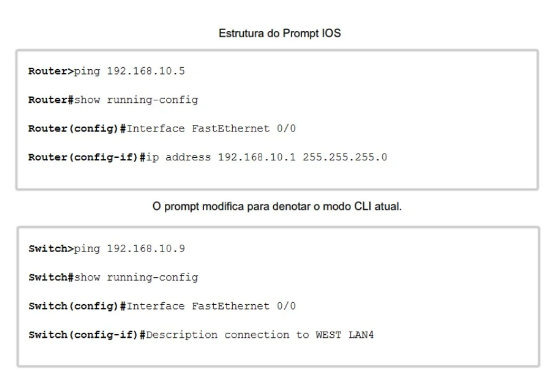 Estrutura do Prompt IOS
Router>ping 192.168.10.5
Router#show running-config
Router(config)#Interface FastEthernet 0/0
Router(config-if)#ip address 192.168.10.1 255.255.255.0
O prompt modifica para denotar o modo CLI atual.
Switch>ping 192.168.10.9
Switch#show running-config
Switch(config)#Interface FastEthernet 0/0
Switch(config-if)#Description connection to WEST LAN4